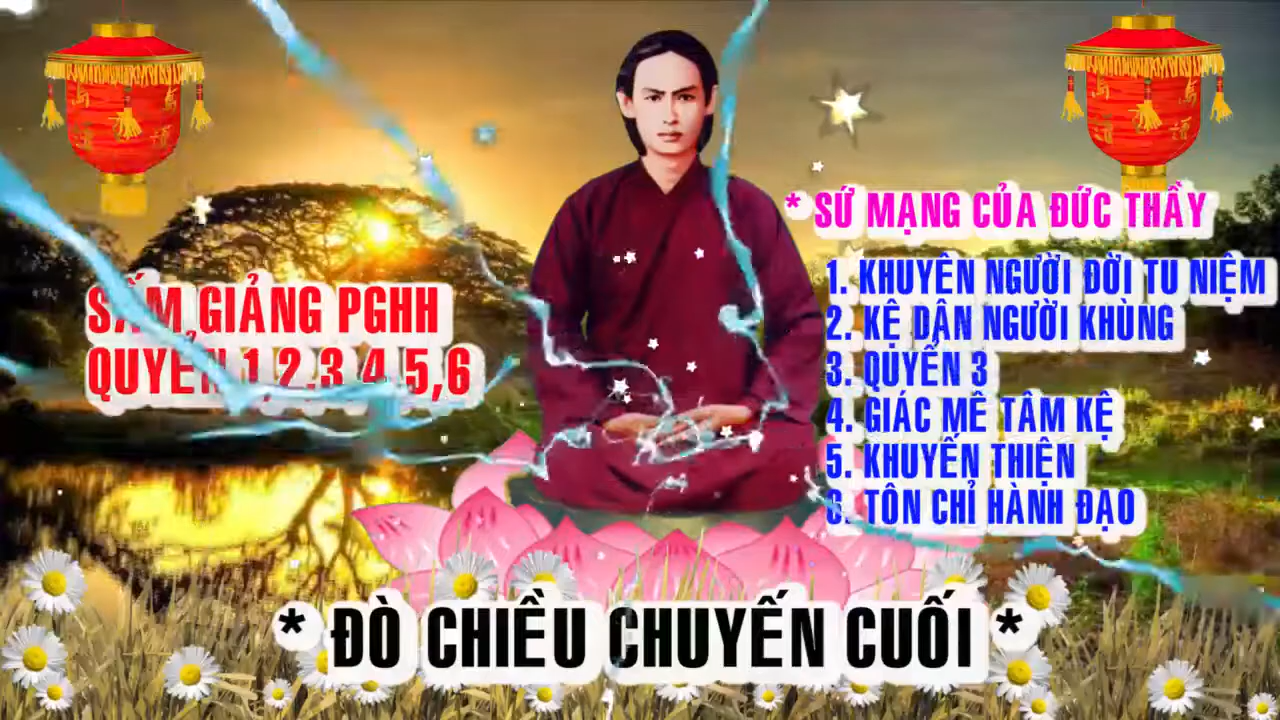 * SỨ MẠNG CỦA ĐỨC THẦY
SẤM GIẢNG PGHH
QUYỂN 1,2,3,4,5,6
1. KHUYÊN NGƯỜI ĐỜI TU NIỆM
2. KỆ DÂN NGƯỜI KHÙNG
3. QUYỂN 3
4. GIÁC MÊ TÂM KỆ
5. KHUYẾN THIỆN
6. TÔN CHỈ HÀNH ĐẠO
* ĐÒ CHIỀU CHUYẾN CUỐI *